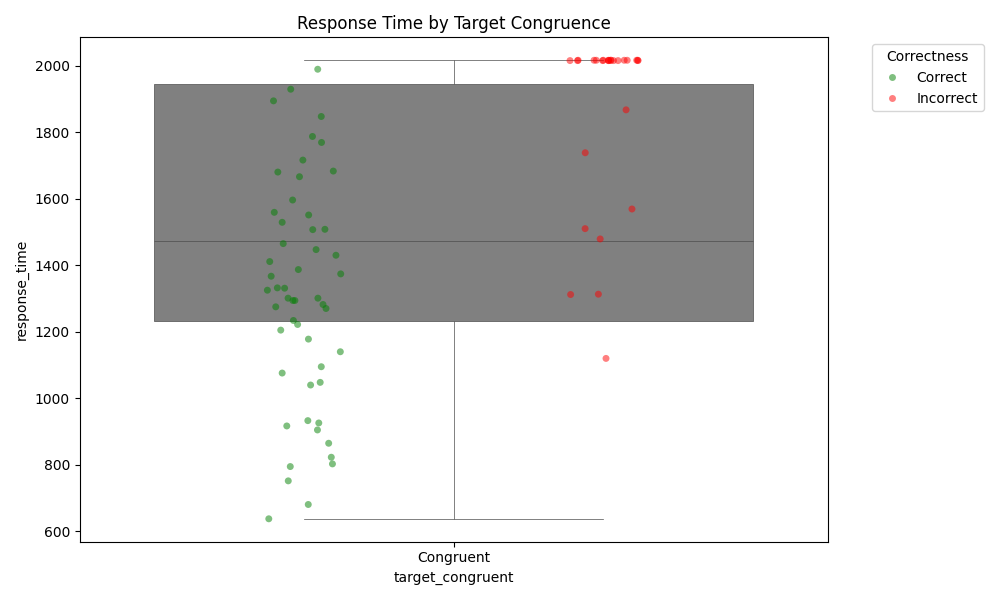 Response Time by Target Congruence
Correctness
Correct
Incorrect
response_time
2000
1800
1600
1400
1200
1000
800
600
Congruent
target_congruent